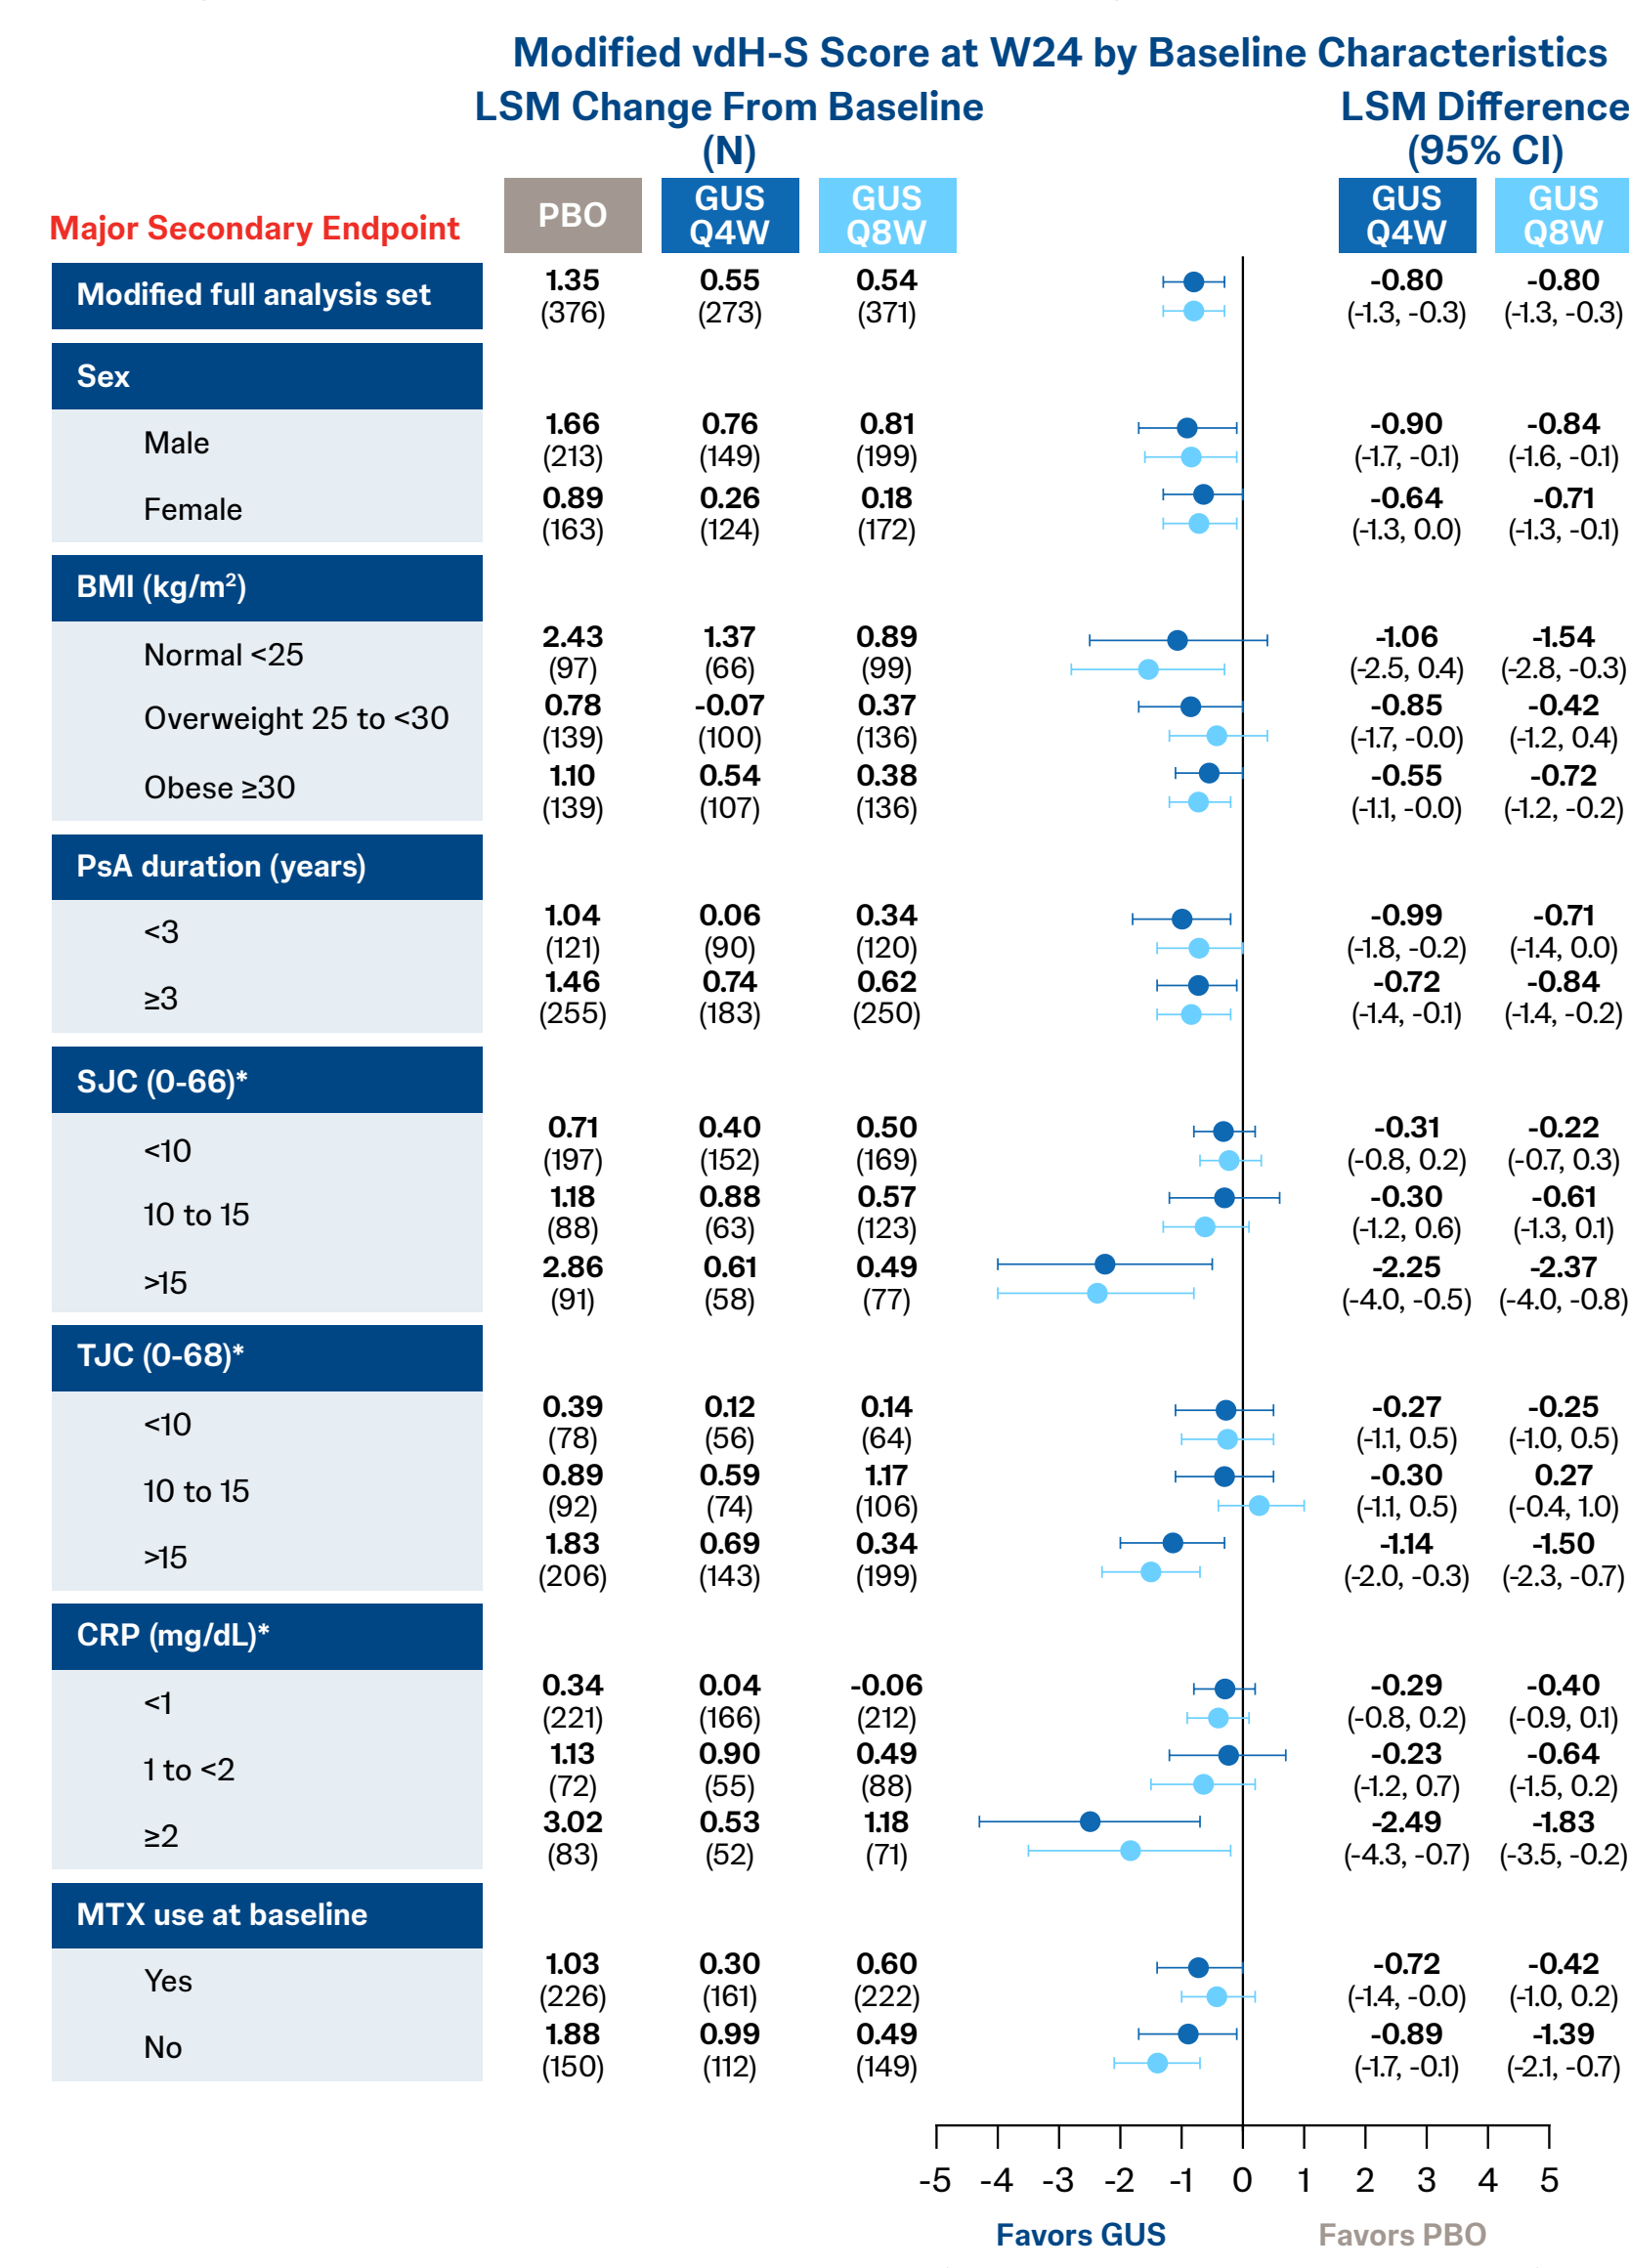 Modified vdH-S Score at W24 by Baseline Characteristics
LSM Change From Baseline LSM Difference
(N) (95% CI)
Major Secondary Endpoint PBO GUS Q4W GUS Q8W GUS Q4W GUS Q8W
Modified full analysis set 1.35 0.55 0.54 -0.80 -0.80
(376) (273) (371) (-1.3, -0.3) (-1.3, -0.3)
Sex
Male 1.66 0.76 0.81 -0.90 -0.84
(213) (149) (199) (-1.7, -0.1) (-1.6, -0.1)
Female 0.89 0.26 0.18 -0.64 -0.71
(163) (124) (172) (-1.3, 0.0) (-1.3, -0.1)
BMI (kg/m²)
Normal <25 2.43 1.37 0.89 -1.06 -1.54
(97) (66) (99) (-2.5, 0.4) (-2.8, -0.3)
Overweight 25 to <30 0.78 -0.07 0.37 -0.85 -0.42
(139) (100) (136) (-1.7, -0.0) (-1.2, 0.4)
Obese ≥30 1.10 0.54 0.38 -0.55 -0.72
(139) (107) (136) (-1.1, -0.0) (-1.2, -0.2)
PsA duration (years)
<3 1.04 0.06 0.34 -0.99 -0.71
(121) (90) (120) (-1.8, -0.2) (-1.4, 0.0)
≥3 1.46 0.74 0.62 -0.72 -0.84
(255) (183) (250) (-1.4, -0.1) (-1.4, -0.2)
SJC (0-66)*
<10 0.71 0.40 0.50 -0.31 -0.22
(197) (152) (169) (-0.8, 0.2) (-0.7, 0.3)
10 to 15 1.18 0.88 0.57 -0.30 -0.61
(88) (63) (123) (-1.2, 0.6) (-1.3, 0.1)
>15 2.86 0.61 0.49 -2.25 -2.37
(91) (58) (77) (-4.0, -0.5) (-4.0, -0.8)
TJC (0-68)*
<10 0.39 0.12 0.14 -0.27 -0.25
(78) (56) (64) (-1.1, 0.5) (-1.0, 0.5)
10 to 15 0.89 0.59 1.17 -0.30 0.27
(92) (74) (106) (-1.1, 0.5) (-0.4, 1.0)
>15 1.83 0.69 0.34 -1.14 -1.50
(206) (143) (199) (-2.0, -0.3) (-2.3, -0.7)
CRP (mg/dL)*
<1 0.34 0.04 -0.06 -0.29 -0.40
(221) (166) (212) (-0.8, 0.2) (-0.9, 0.1)
1 to <2 1.13 0.90 0.49 -0.23 -0.64
(72) (55) (88) (-1.2, 0.7) (-1.5, 0.2)
≥2 3.02 0.53 1.18 -2.49 -1.83
(83) (52) (71) (-4.3, -0.7) (-3.5, -0.2)
MTX use at baseline
Yes 1.03 0.30 0.60 -0.72 -0.42
(226) (161) (222) (-1.4, -0.0) (-1.0, 0.2)
No 1.88 0.99 0.49 -0.89 -1.39
(150) (112) (149) (-1.7, -0.1) (-2.1, -0.7)
-5 -4 -3 -2 -1 0 1 2 3 4 5
Favors GUS Favors PBO